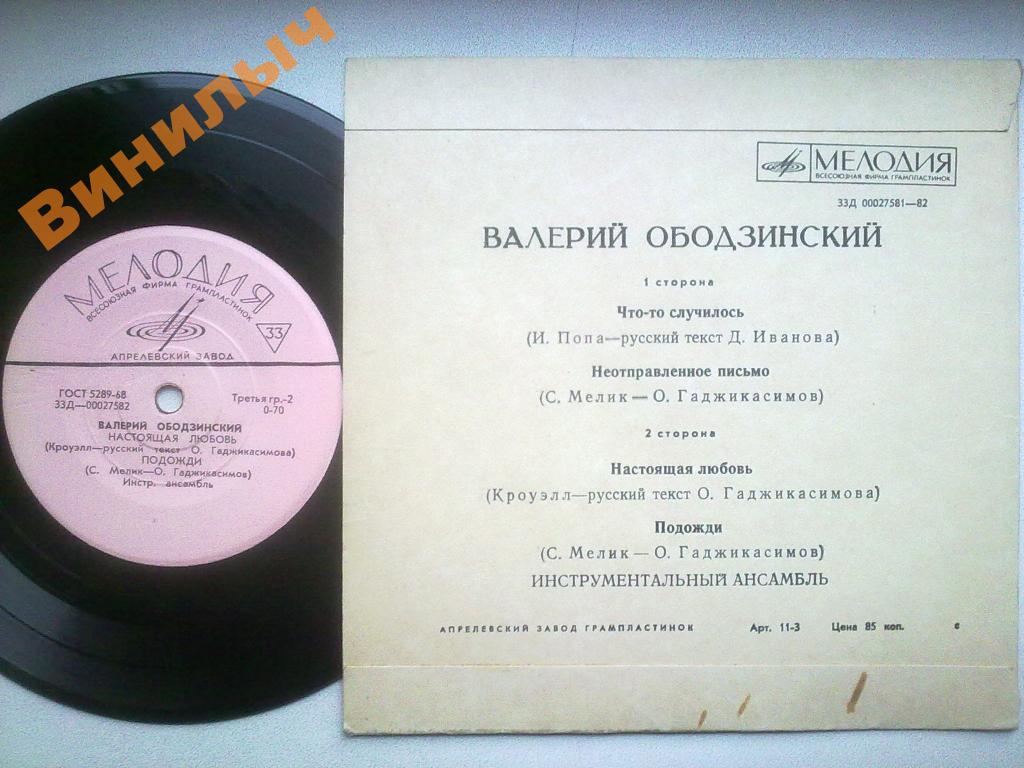 Винилыч
МЕЛОДИЯ
ВСЕСОЮЗНАЯ ФИРМА ГРАМПЛАСТИНОК
33
АПРЕЛЕВСКИЙ ЗАВОД
ГОСТ 5289-68
33Д—00027582
Третья гр.-2
0-70
ВАЛЕРИЙ ОБОДЗИНСКИЙ
НАСТОЯЩАЯ ЛЮБОВЬ
(Кроуэлл—русский текст О. Гаджикасимова)
ПОДОЖДИ
(С. Мелик—О. Гаджикасимов)
Инстр. ансамбль
МЕЛОДИЯ
ВСЕСОЮЗНАЯ ФИРМА ГРАМПЛАСТИНОК
33Д 00027581—82
ВАЛЕРИЙ ОБОДЗИНСКИЙ
1 сторона
Что-то случилось
(И. Попа—русский текст Д. Иванова)
Неотправленное письмо
(С. Мелик — О. Гаджикасимов)
2 сторона
Настоящая любовь
(Кроуэлл—русский текст О. Гаджикасимова)
Подожди
(С. Мелик — О. Гаджикасимов)
ИНСТРУМЕНТАЛЬНЫЙ АНСАМБЛЬ
АПРЕЛЕВСКИЙ ЗАВОД ГРАМПЛАСТИНОК Арт. 11-3 Цена 85 коп. с